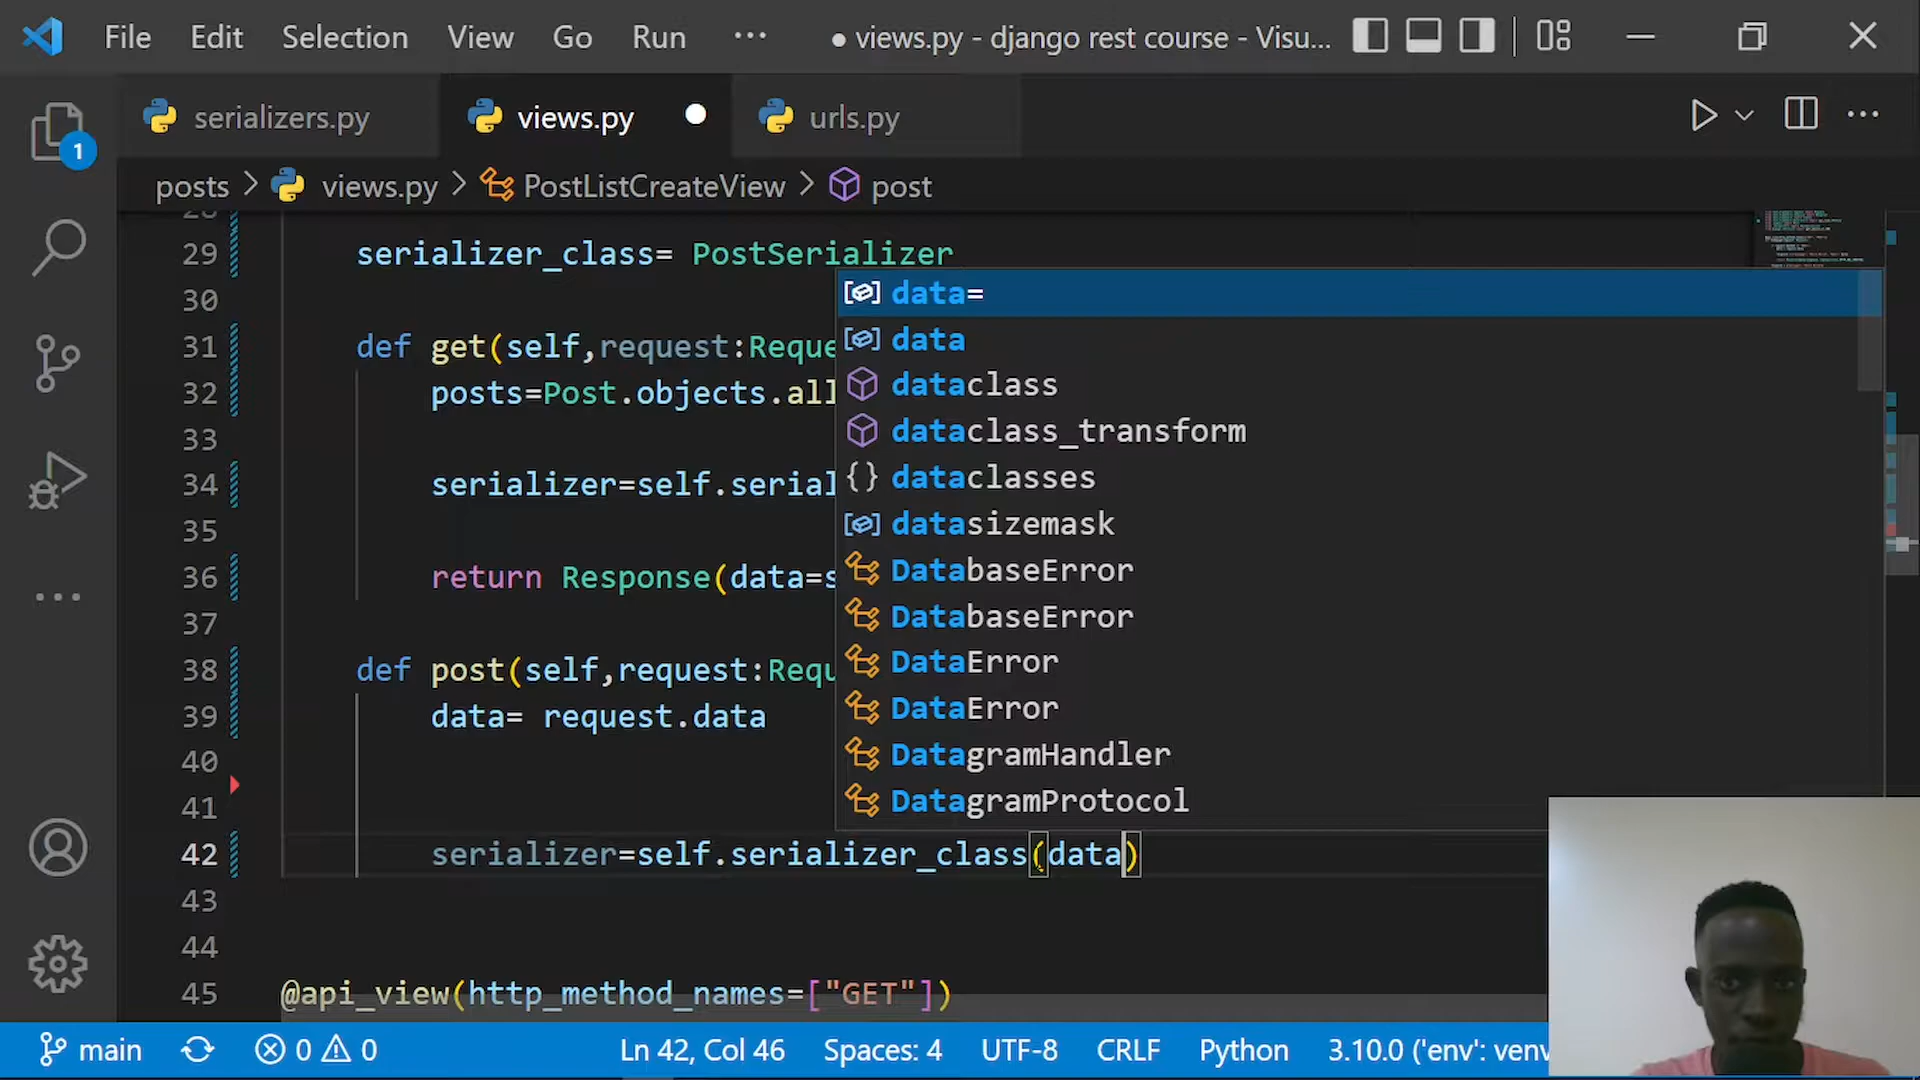 File Edit Selection View Go Run ··· ● views.py - django rest course - Visu...
serializers.py views.py ● urls.py
1
posts > views.py > PostListCreateView > post
29 serializer_class= PostSerializer
30
31 def get(self,request:Reque
32 posts=Post.objects.all
33
34 serializer=self.serial
35
36 return Response(data=s
37
38 def post(self,request:Requ
39 data= request.data
40
41
42 serializer=self.serializer_class(data)
43
44
45 @api_view(http_method_names=["GET"])
data=
data
dataclass
dataclass_transform
dataclasses
datasizemask
DatabaseError
DatabaseError
DataError
DataError
DatagramHandler
DatagramProtocol
main 0 0 Ln 42, Col 46 Spaces: 4 UTF-8 CRLF Python 3.10.0 ('env': venv